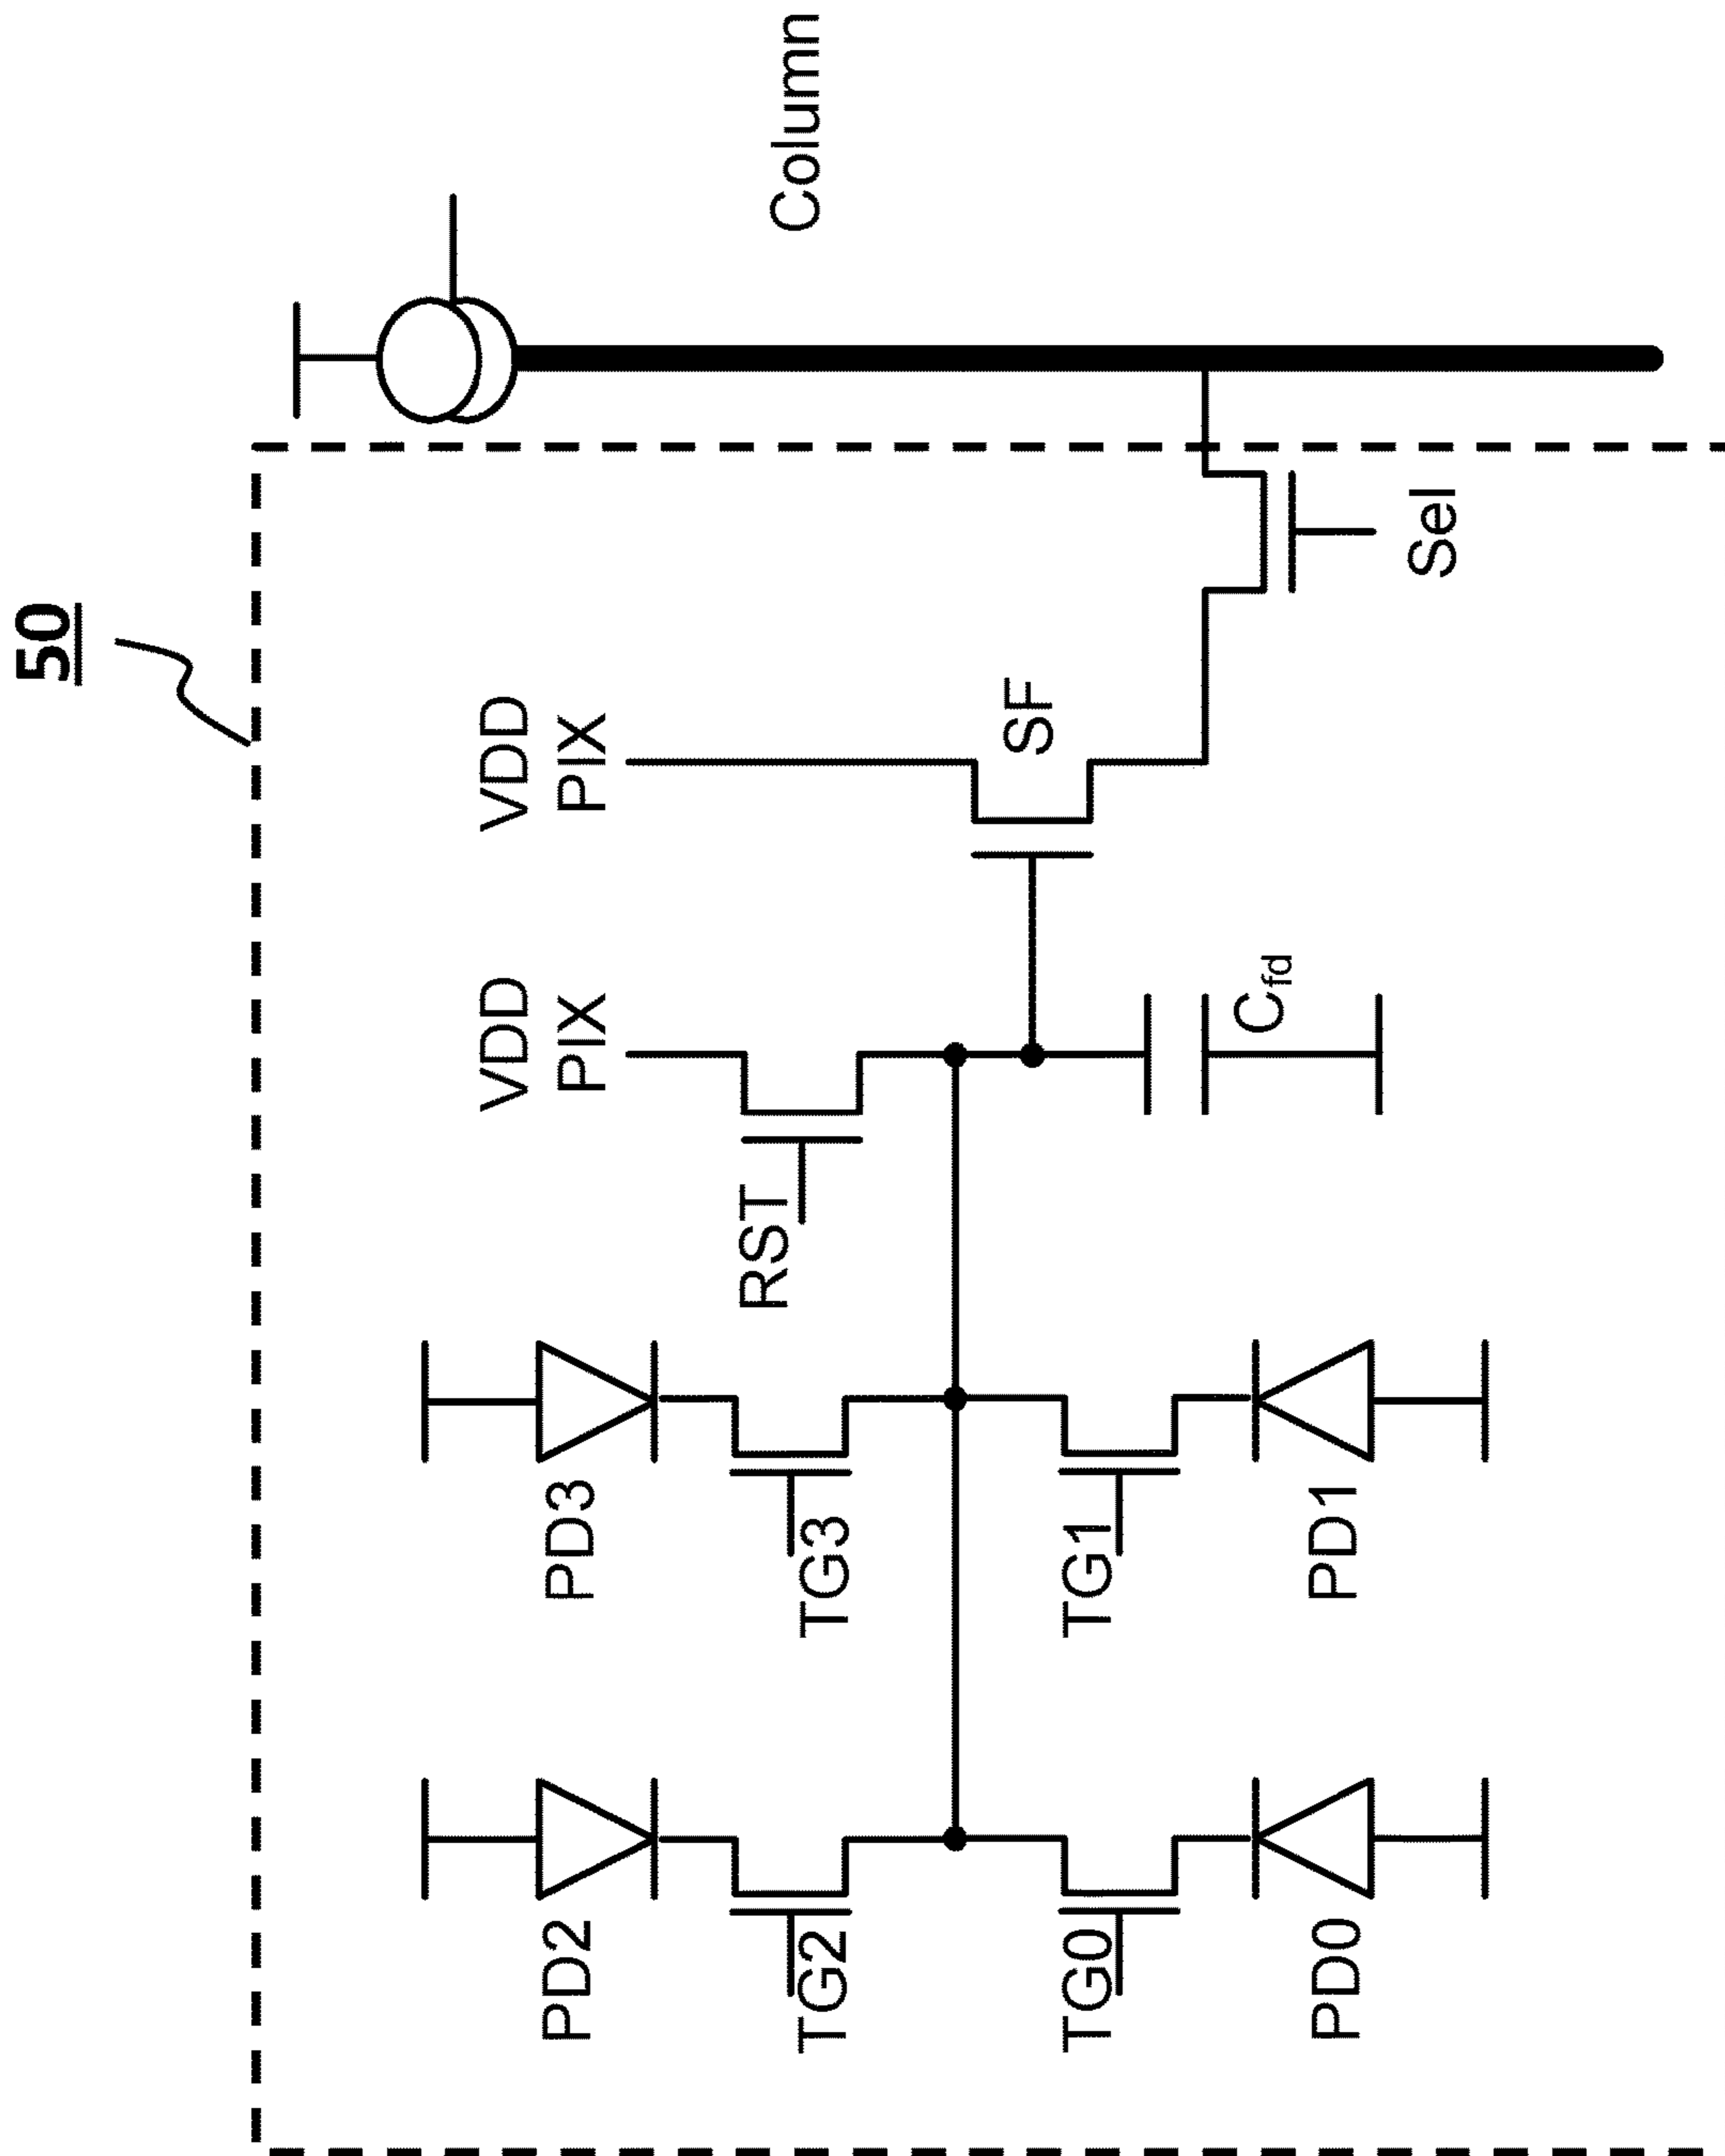 50
Column
VDD
PIX
VDD
PIX
SF
Sel
RST
Cfd
PD3
TG3
TG1
PD1
PD2
TG2
TG0
PD0